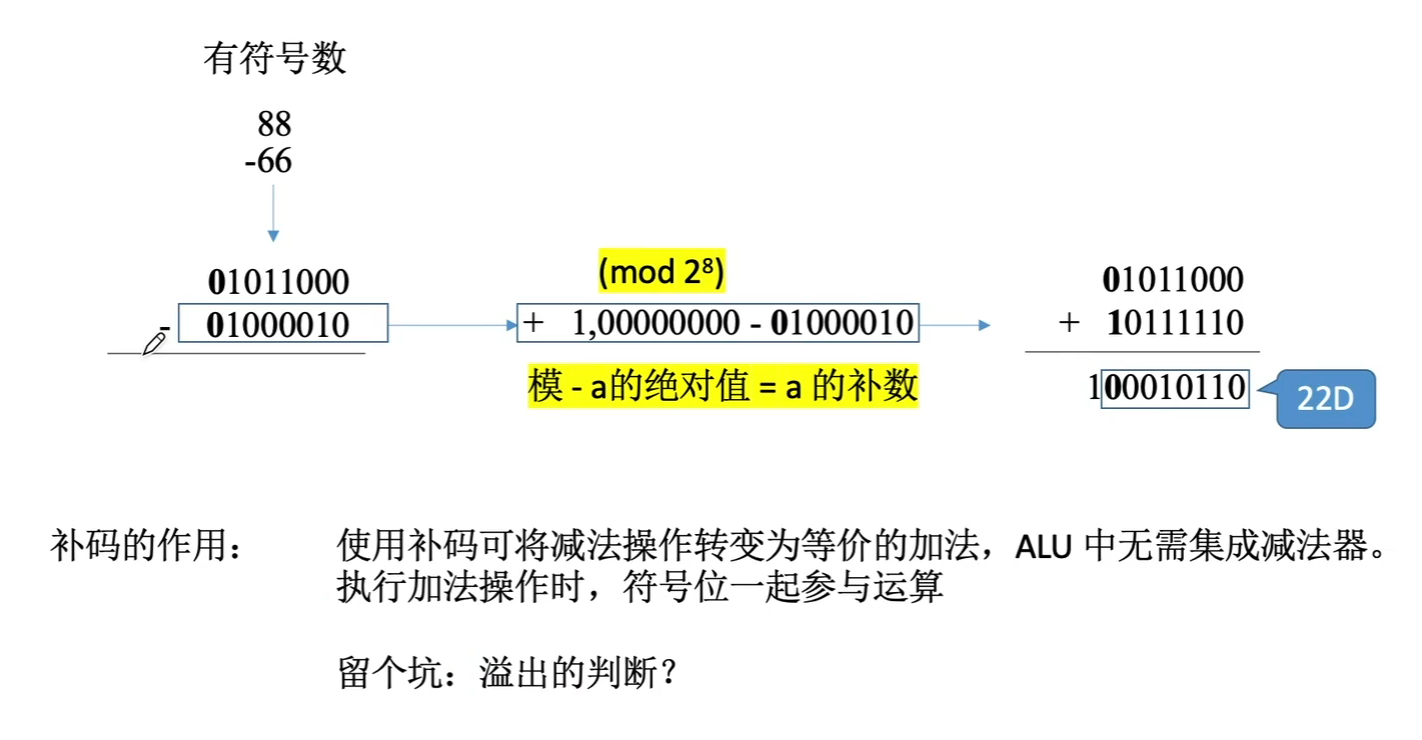 有符号数
88
-66
01011000
- 01000010
(mod 2⁸)
+ 1,00000000 - 01000010
模 - a的绝对值 = a 的补数
01011000
+ 10111110
100010110
22D
补码的作用： 使用补码可将减法操作转变为等价的加法，ALU 中无需集成减法器。
执行加法操作时，符号位一起参与运算
留个坑：溢出的判断？